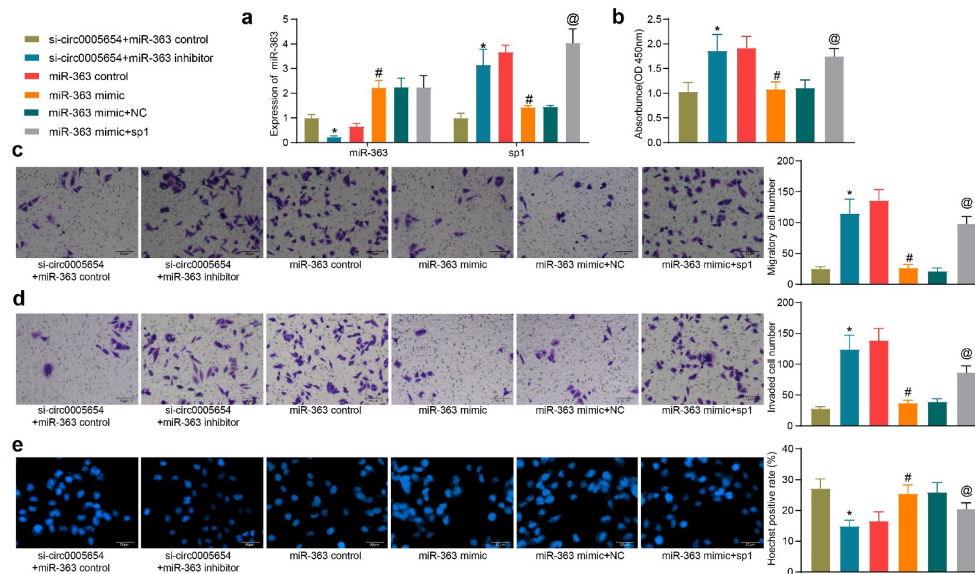 a
b
si-circ0005654+miR-363 control
si-circ0005654+miR-363 inhibitor
miR-363 control
miR-363 mimic
miR-363 mimic+NC
miR-363 mimic+sp1
Expression of miR-363
5
4
3
2
1
0
*
#
*
#
@
miR-363
sp1
Absorbunce(OD 450nm)
2.5
2.0
1.5
1.0
0.5
0.0
*
#
@
c
si-circ0005654
+miR-363 control
si-circ0005654
+miR-363 inhibitor
miR-363 control
miR-363 mimic
miR-363 mimic+NC
miR-363 mimic+sp1
Migratory cell number
200
150
100
50
0
*
#
@
d
si-circ0005654
+miR-363 control
si-circ0005654
+miR-363 inhibitor
miR-363 control
miR-363 mimic
miR-363 mimic+NC
miR-363 mimic+sp1
Invaded cell number
200
150
100
50
0
*
#
@
e
si-circ0005654
+miR-363 control
si-circ0005654
+miR-363 inhibitor
miR-363 control
miR-363 mimic
miR-363 mimic+NC
miR-363 mimic+sp1
Hoechst positive rate (%)
40
30
20
10
0
*
#
@